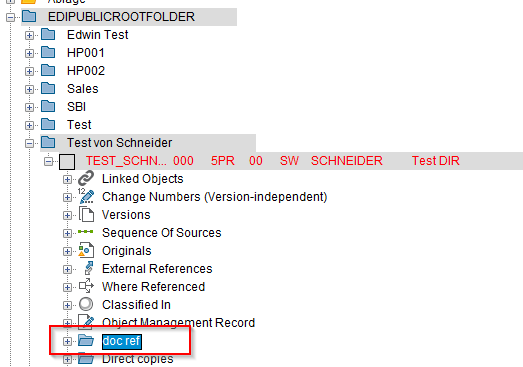 Ablage
EDIPUBLICROOTFOLDER
Edwin Test
HP001
HP002
Sales
SBI
Test
Test von Schneider
TEST_SCHN... 000 5PR 00 SW SCHNEIDER Test DIR
Linked Objects
Change Numbers (Version-independent)
Versions
Sequence Of Sources
Originals
External References
Where Referenced
Classified In
Object Management Record
doc ref
Direct copies